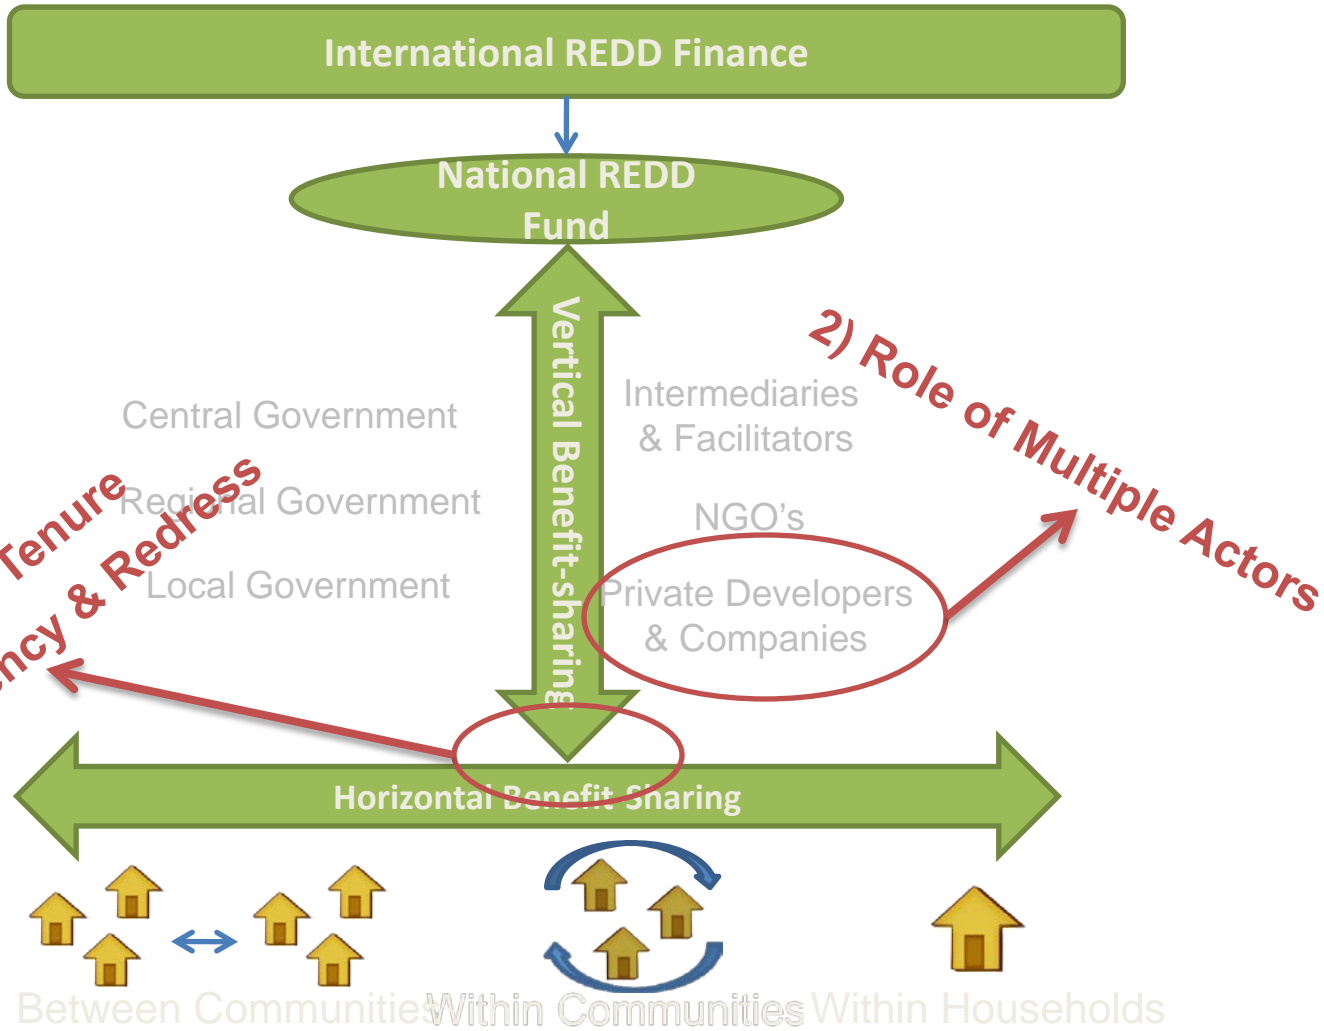 International REDD Finance
National REDD
Fund
Vertical Benefit-sharing
2) Role of Multiple Actors
Intermediaries
& Facilitators
Central Government
Tenure
Regional Government
& Redress
NGO's
Local Government
Private Developers
& Companies
Horizontal Benefit-Sharing
Between Communities
Within Communities
Within Households